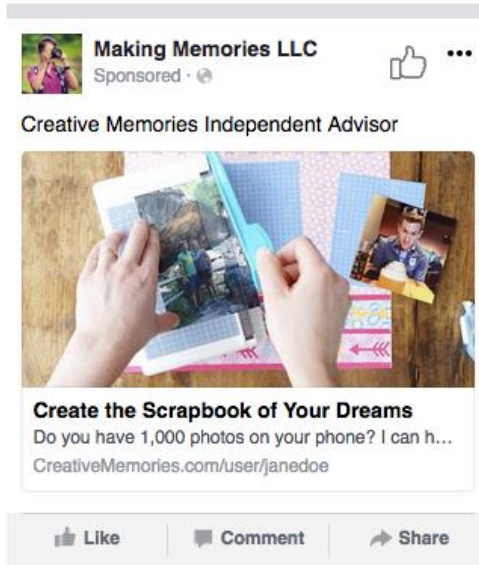 Making Memories LLC
Sponsored ·
Creative Memories Independent Advisor
Create the Scrapbook of Your Dreams
Do you have 1,000 photos on your phone? I can h...
CreativeMemories.com/user/janedoe
Like Comment Share